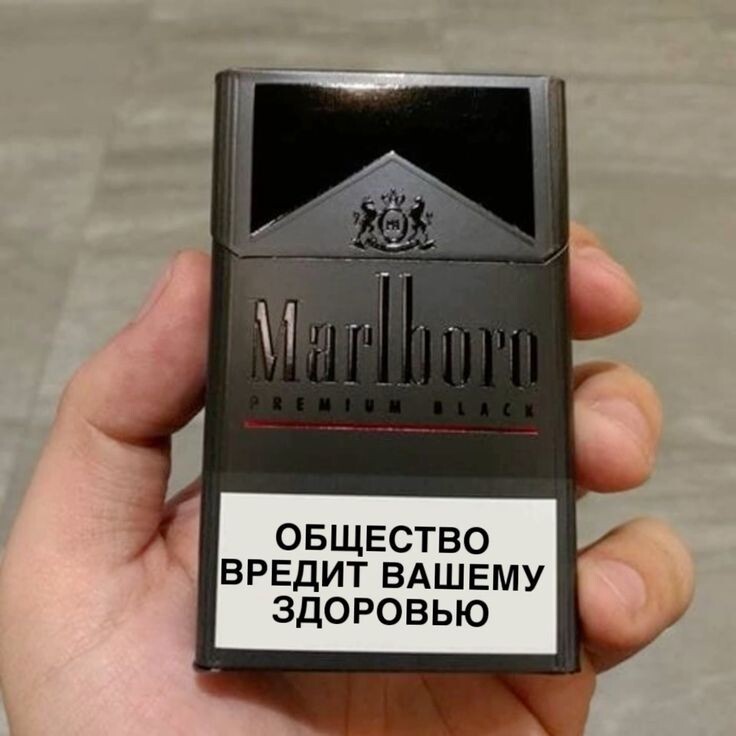 Marlboro
PREMIUM BLACK
ОБЩЕСТВО
ВРЕДИТ ВАШЕМУ
ЗДОРОВЬЮ